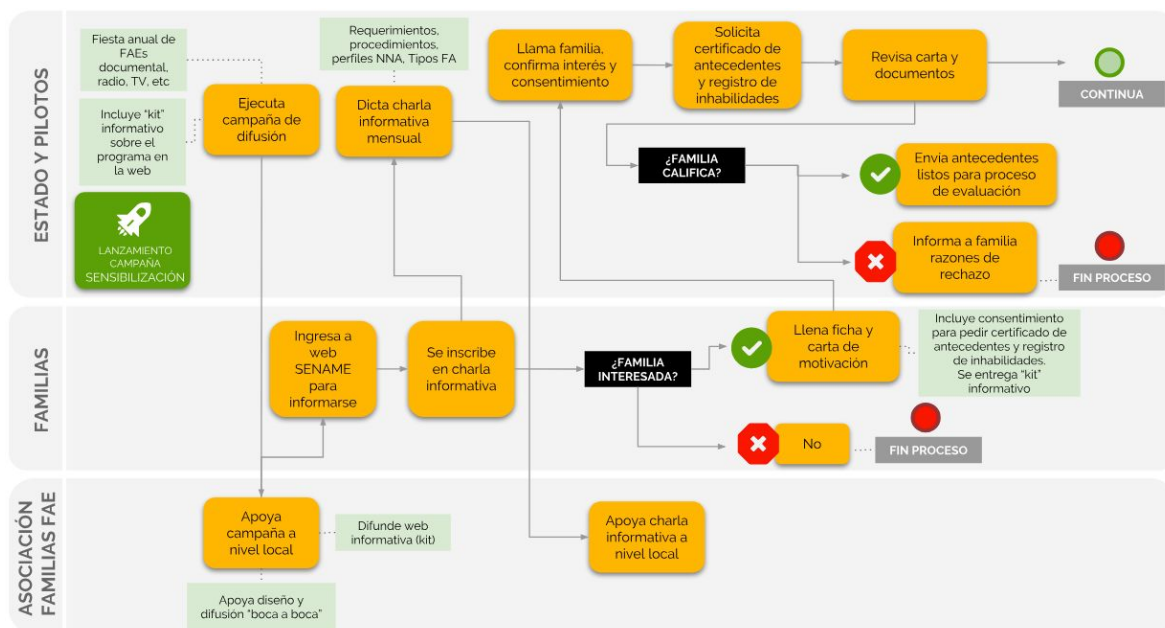 ESTADO Y PILOTOS
Fiesta anual de
FAEs
documental,
radio, TV, etc
Incluye "kit"
informativo
sobre el
programa en
la web
LANZAMIENTO
CAMPAÑA
SENSIBILIZACIÓN
Ejecuta
campaña de
difusión
Requerimientos,
procedimientos,
perfiles NNA, Tipos FA
Dicta charla
informativa
mensual
Llama familia,
confirma interés y
consentimiento
Solicita
certificado de
antecedentes
y registro de
inhabilidades
Revisa carta y
documentos
CONTINUA
¿FAMILIA
CALIFICA?
Envia antecedentes
listos para proceso
de evaluación
Informa a familia
razones de
rechazo
FIN PROCESO
FAMILIAS
Ingresa a
web
SENAME
para
informarse
Se inscribe
en charla
informativa
¿FAMILIA
INTERESADA?
Llena ficha y
carta de
motivación
Incluye consentimiento
para pedir certificado de
antecedentes y registro
de inhabilidades.
Se entrega "kit"
informativo
No
FIN PROCESO
ASOCIACIÓN
FAMILIAS FAE
Apoya
campaña a
nivel local
Difunde web
informativa (kit)
Apoya diseño y
difusión "boca a boca"
Apoya charla
informativa a
nivel local